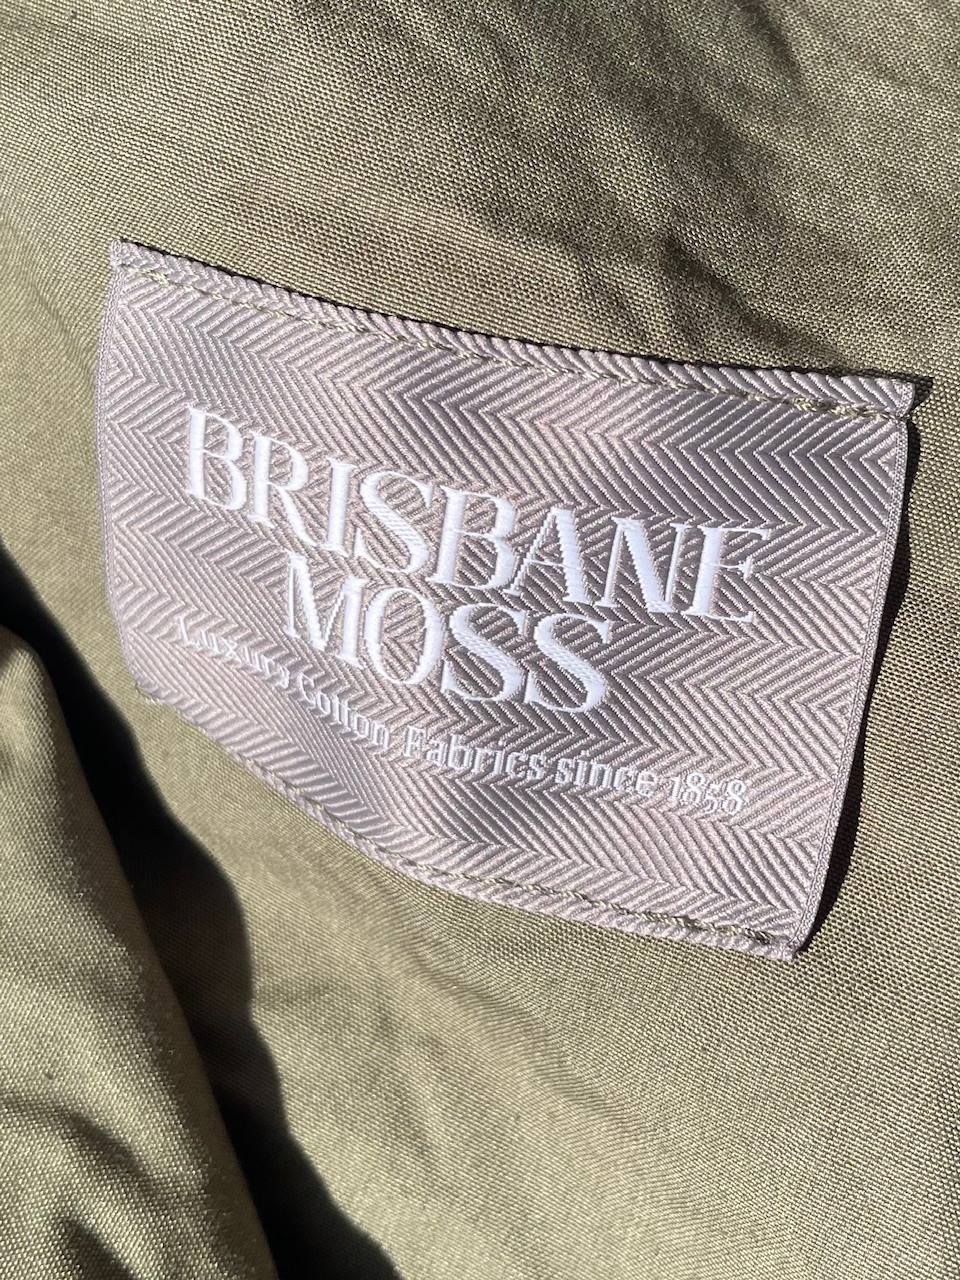 BRISBANE
MOSS
Luxury Cotton Fabrics since 1858